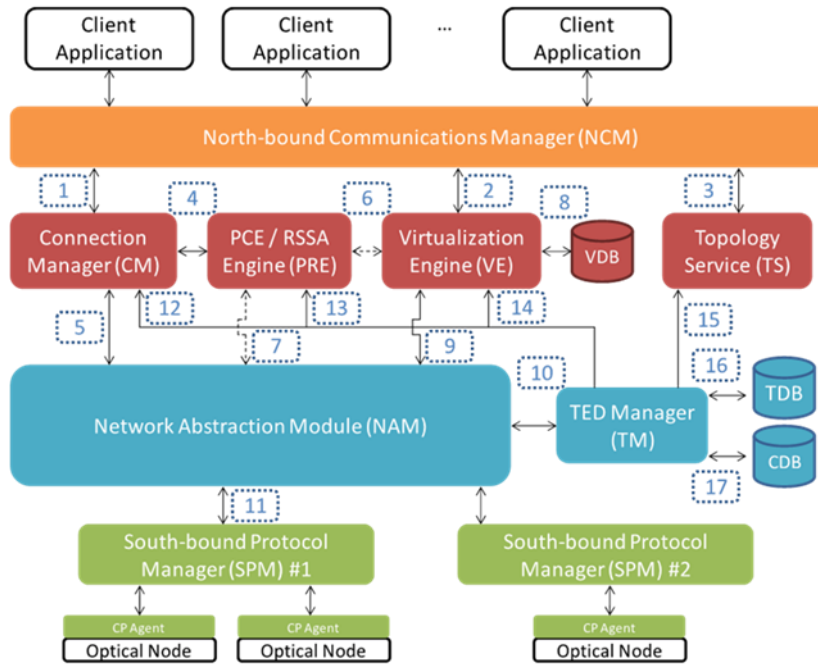 Client
Application
Client
Application
...
Client
Application
North-bound Communications Manager (NCM)
1
4
6
2
8
3
Connection
Manager (CM)
PCE / RSSA
Engine (PRE)
Virtualization
Engine (VE)
VDB
Topology
Service (TS)
5
12
7
13
9
14
15
10
16
Network Abstraction Module (NAM)
TED Manager
(TM)
TDB
CDB
17
11
South-bound Protocol
Manager (SPM) #1
South-bound Protocol
Manager (SPM) #2
CP Agent
Optical Node
CP Agent
Optical Node
CP Agent
Optical Node